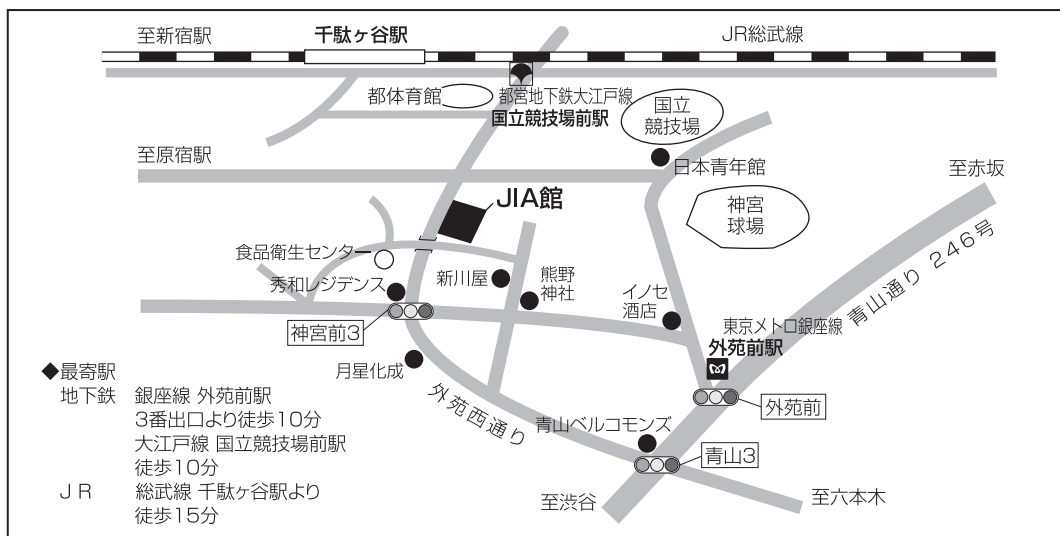 至新宿駅
千駄ヶ谷駅
JR総武線
都体育館
都営地下鉄大江戸線
国立競技場前駅
国立
競技場
至原宿駅
日本青年館
至赤坂
JIA館
神宮
球場
食品衛生センター
秀和レジデンス
新川屋
熊野
神社
イノセ
酒店
青山通り 246号
神宮前3
東京メトロ銀座線
外苑前駅
月星化成
外苑西通り
外苑前
青山ベルコモンズ
青山3
至渋谷
至六本木
◆最寄駅
地下鉄 銀座線 外苑前駅
3番出口より徒歩10分
大江戸線 国立競技場前駅
徒歩10分
JR 総武線 千駄ヶ谷駅より
徒歩15分